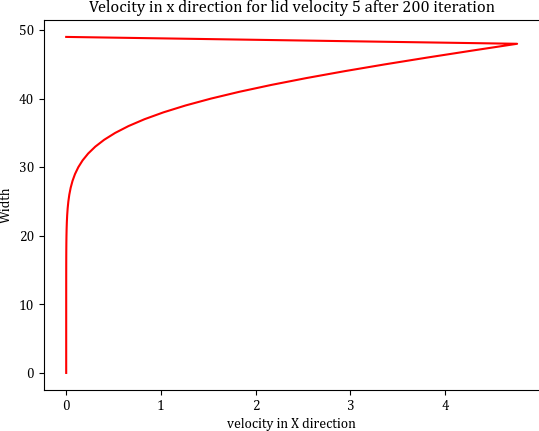 Velocity in x direction for lid velocity 5 after 200 iteration
50
40
30
20
10
0
Width
0 1 2 3 4
velocity in X direction